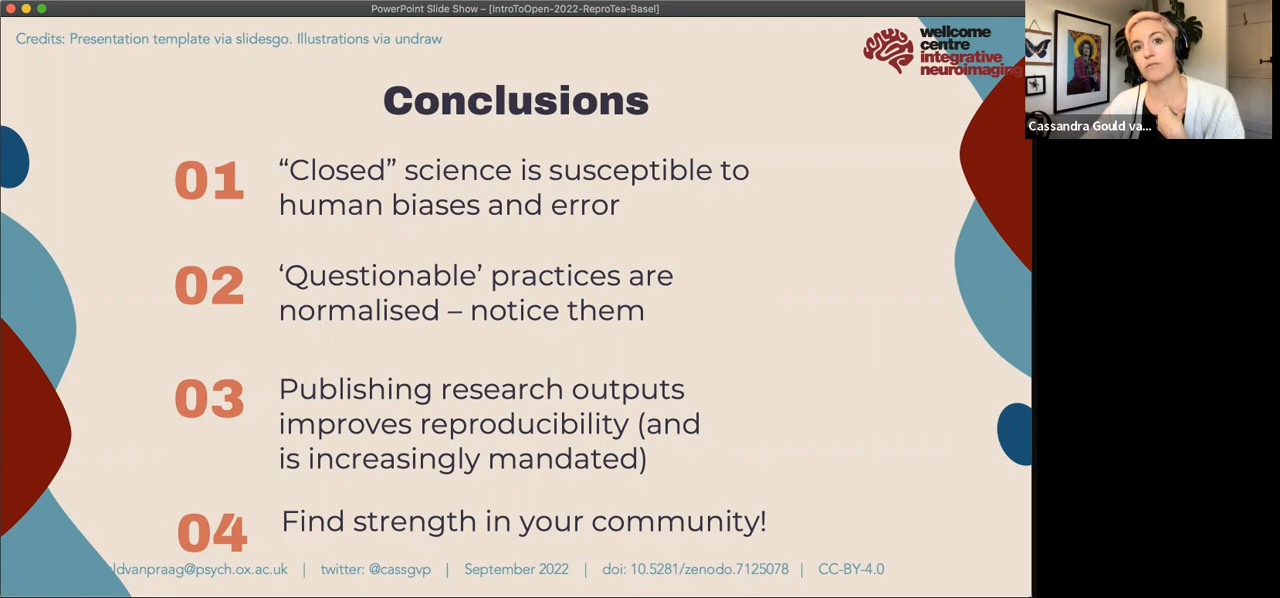 PowerPoint Slide Show – [IntroToOpen-2022-ReproTea-Basel]
Credits: Presentation template via slidesgo. Illustrations via undraw
wellcome
centre
integrative
neuroimaging
Cassandra Gould va...
Conclusions
01
“Closed” science is susceptible to
human biases and error
02
‘Questionable’ practices are
normalised – notice them
03
Publishing research outputs
improves reproducibility (and
is increasingly mandated)
04
Find strength in your community!
ldvanpraag@psych.ox.ac.uk | twitter: @cassgvp | September 2022 | doi: 10.5281/zenodo.7125078 | CC-BY-4.0